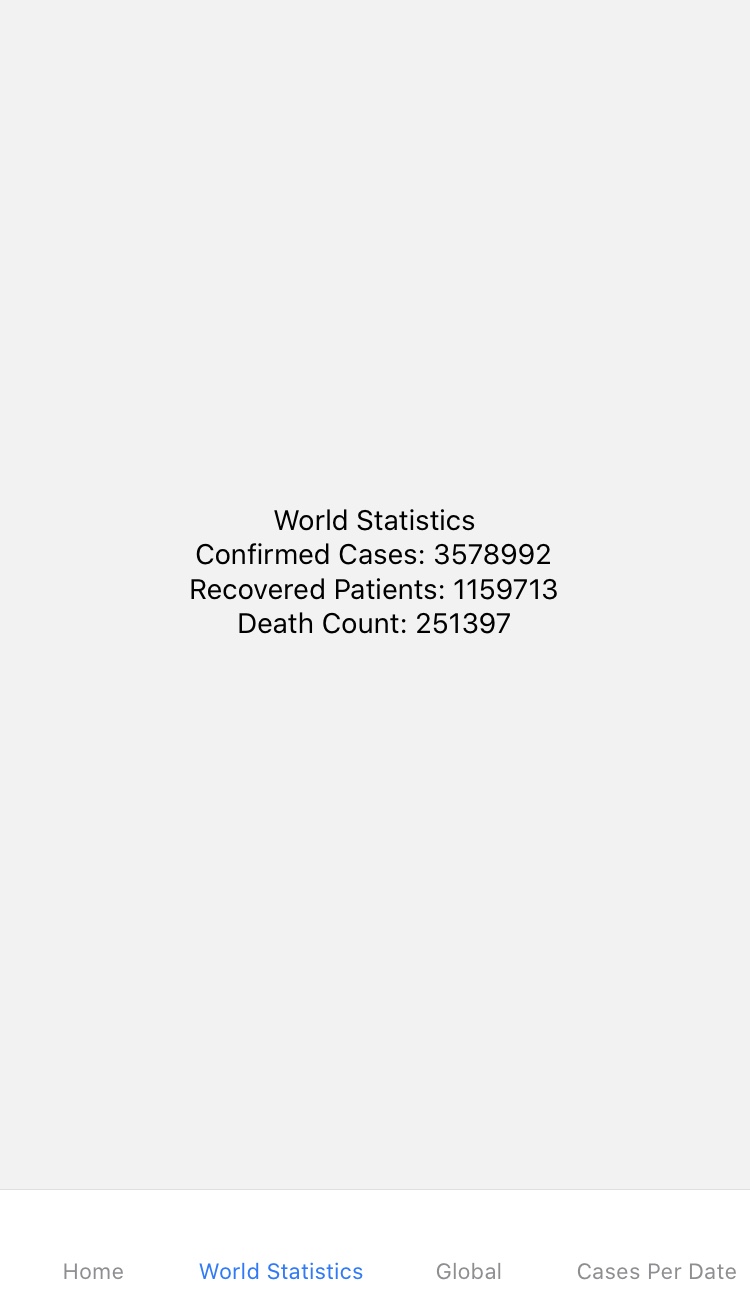 World Statistics
Confirmed Cases: 3578992
Recovered Patients: 1159713
Death Count: 251397
Home World Statistics Global Cases Per Date